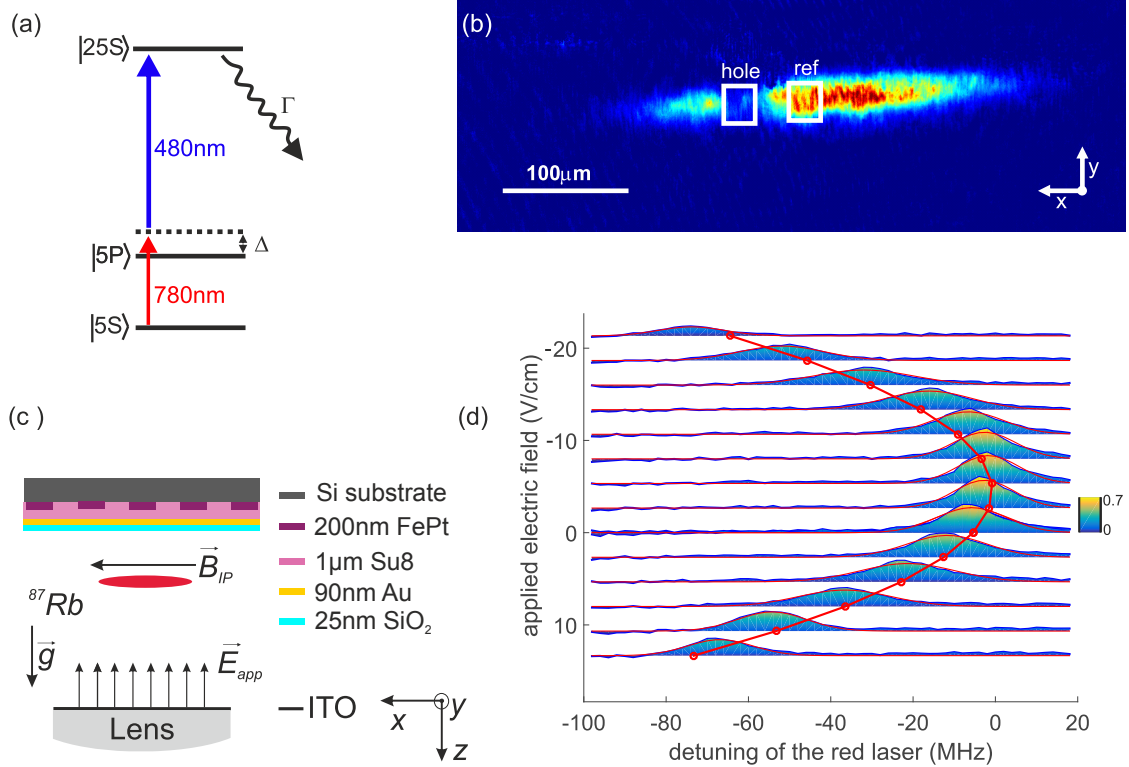 (a)
|25S⟩
Γ
480nm
Δ
|5P⟩
780nm
|5S⟩
(b)
hole
ref
100μm
y
x
(c )
Si substrate
200nm FePt
1μm Su8
90nm Au
25nm SiO₂
B⃗_IP
⁸⁷Rb
g⃗
E⃗_app
Lens
ITO
x
y
z
(d)
applied electric field (V/cm)
-20
-10
0
10
0.7
0
-100
-80
-60
-40
-20
0
20
detuning of the red laser (MHz)